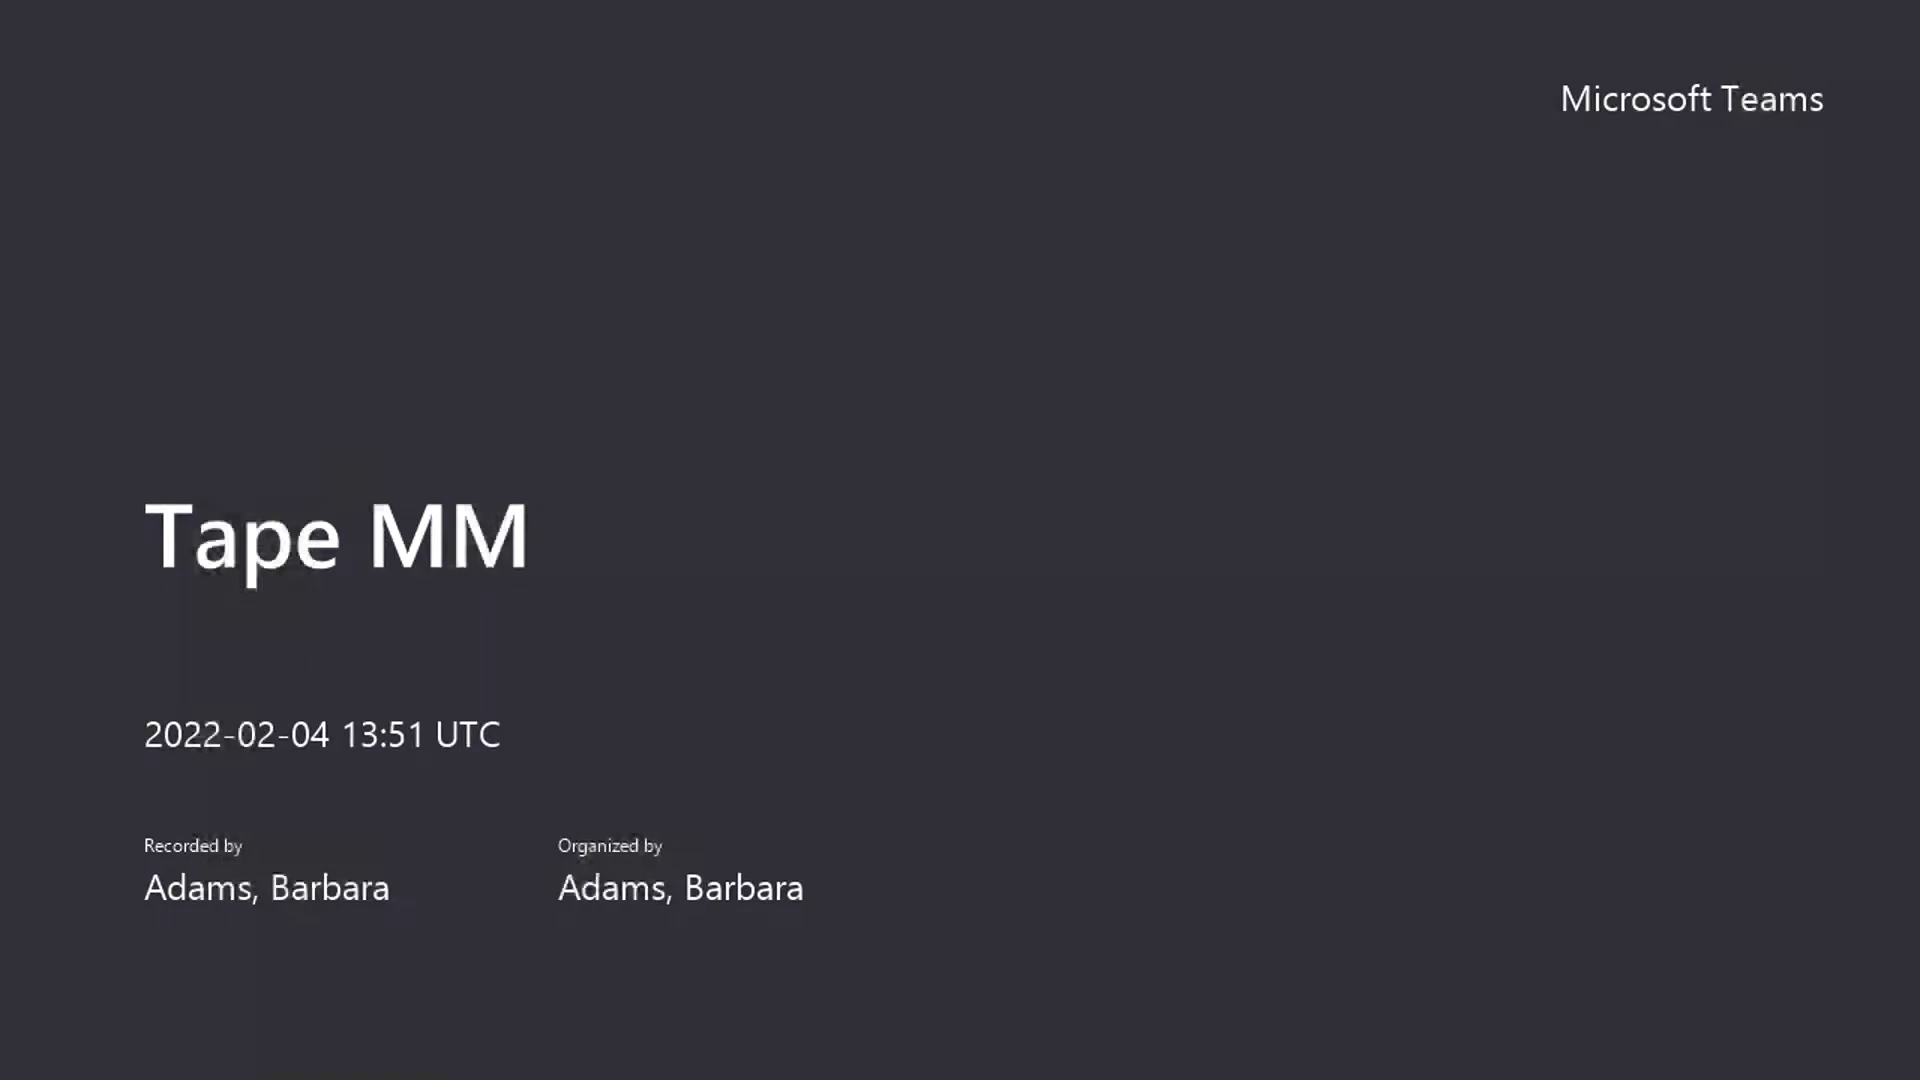 Microsoft Teams
Tape MM
2022-02-04 13:51 UTC
Recorded by
Adams, Barbara
Organized by
Adams, Barbara